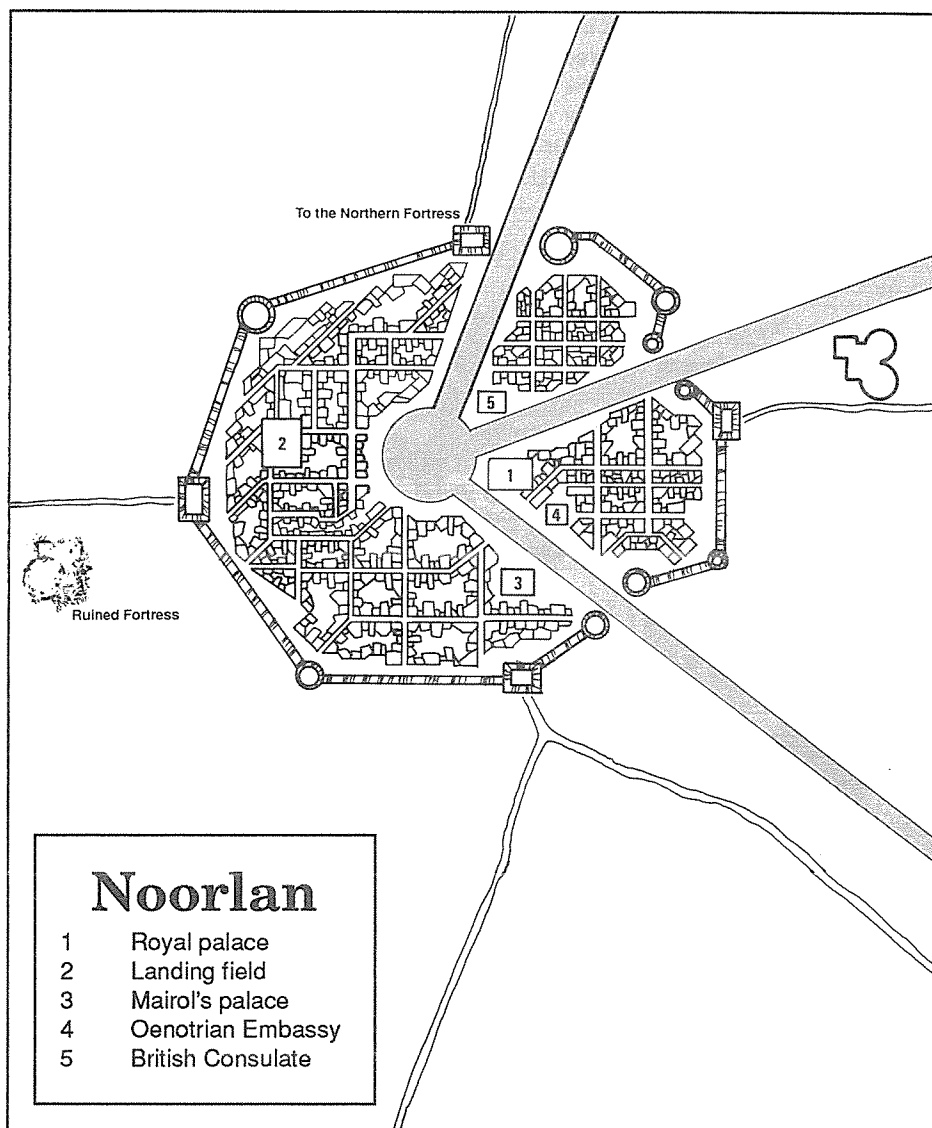 To the Northern Fortress
5
2
1
4
3
Ruined Fortress
Noorlan
1 Royal palace
2 Landing field
3 Mairol's palace
4 Oenotrian Embassy
5 British Consulate